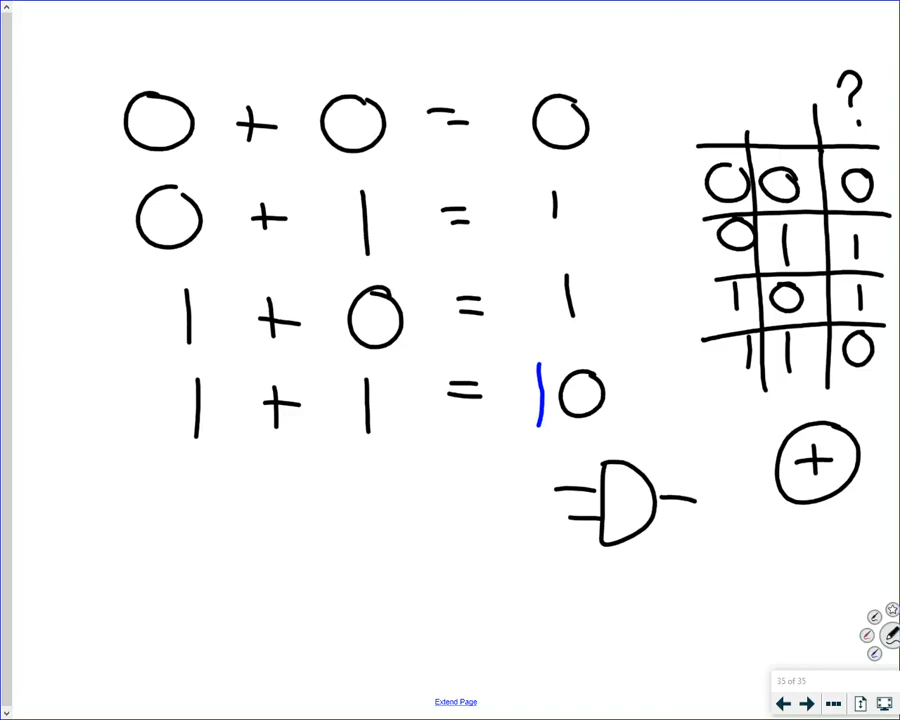 0 + 0 = 0
0 + 1 = 1
1 + 0 = 1
1 + 1 = 10
?
0 0 0
0 1 1
1 0 1
1 1 0
+
35 of 35
Extend Page